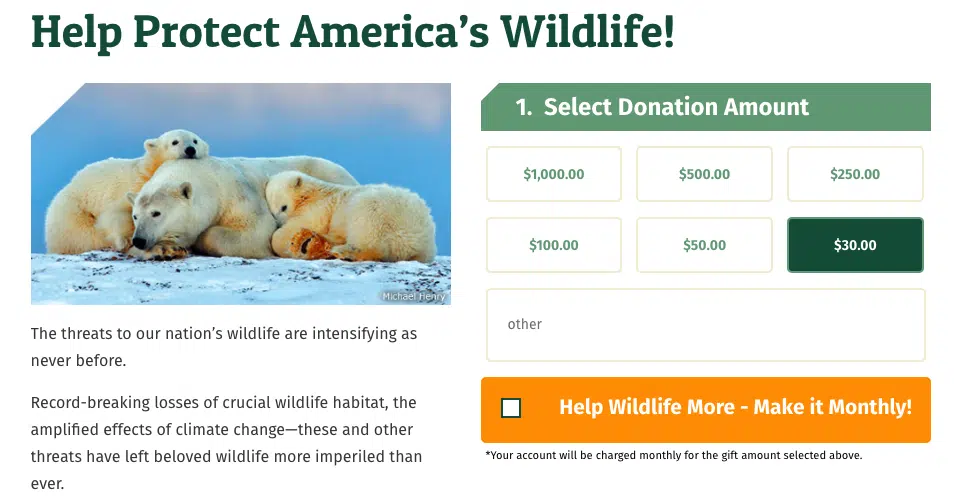 Help Protect America’s Wildlife!
Michael Henry
The threats to our nation’s wildlife are intensifying as
never before.
Record-breaking losses of crucial wildlife habitat, the
amplified effects of climate change—these and other
threats have left beloved wildlife more imperiled than
ever.
1. Select Donation Amount
$1,000.00
$500.00
$250.00
$100.00
$50.00
$30.00
other
Help Wildlife More - Make it Monthly!
*Your account will be charged monthly for the gift amount selected above.